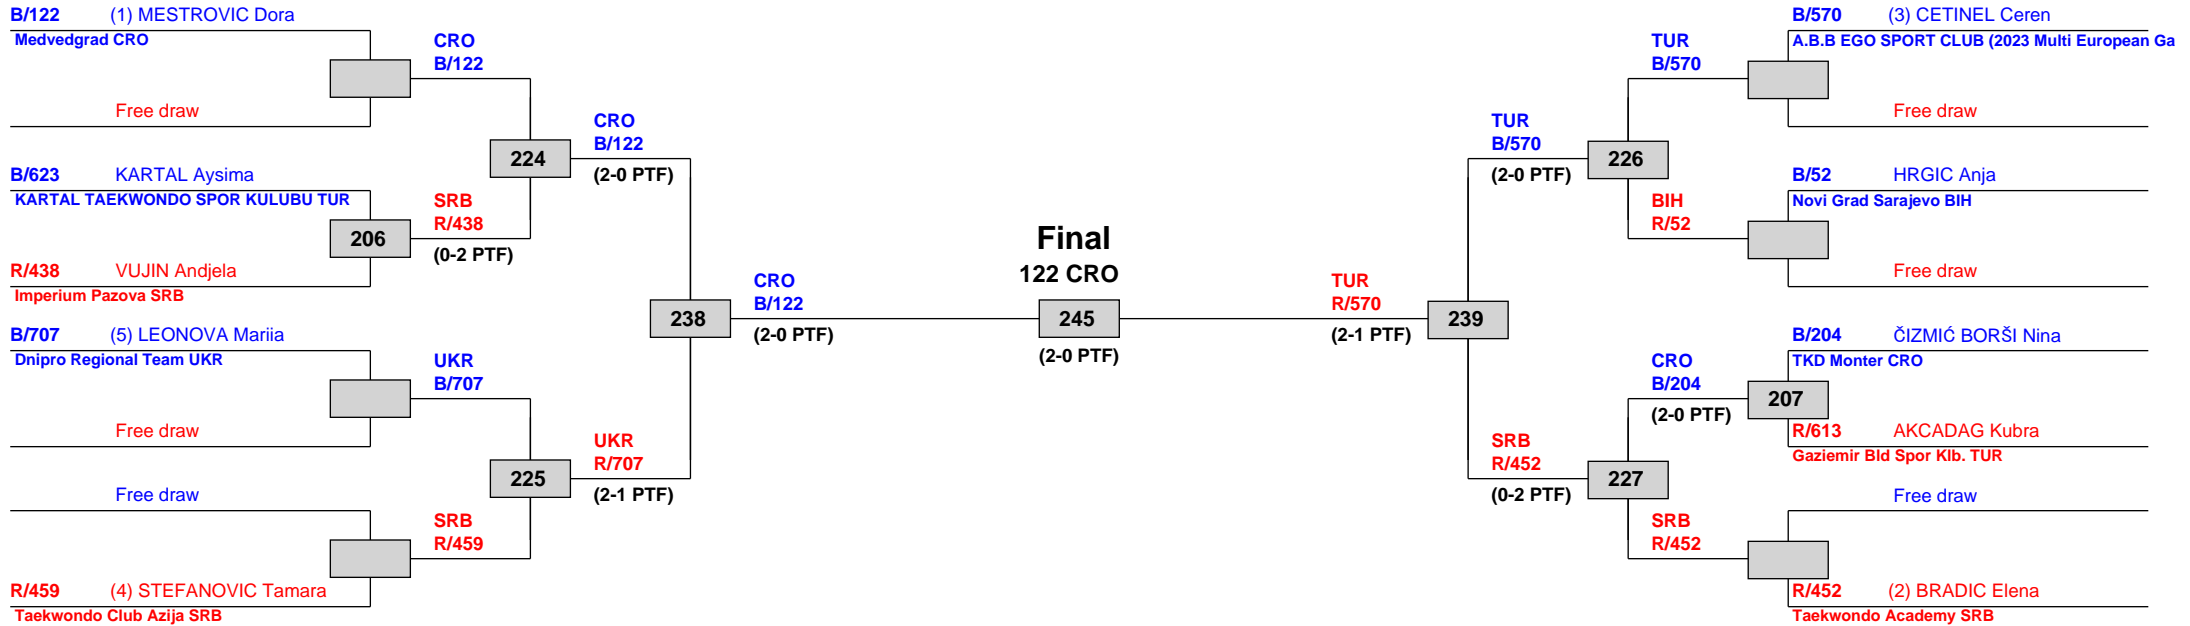 B/122 (1) MESTROVIC Dora
Medvedgrad CRO
Free draw
B/623 KARTAL Aysima
KARTAL TAEKWONDO SPOR KULUBU TUR
206
R/438 VUJIN Andjela
Imperium Pazova SRB
B/707 (5) LEONOVA Mariia
Dnipro Regional Team UKR
Free draw
Free draw
R/459 (4) STEFANOVIC Tamara
Taekwondo Club Azija SRB
CRO
B/122
224
SRB
R/438
(0-2 PTF)
UKR
B/707
225
SRB
R/459
CRO
B/122
(2-0 PTF)
238
UKR
R/707
(2-1 PTF)
CRO
B/122
(2-0 PTF)
Final
122 CRO
245
(2-0 PTF)
TUR
R/570
(2-1 PTF)
239
TUR
B/570
(2-0 PTF)
SRB
R/452
(0-2 PTF)
TUR
B/570
226
BIH
R/52
CRO
B/204
(2-0 PTF)
227
SRB
R/452
B/570 (3) CETINEL Ceren
A.B.B EGO SPORT CLUB (2023 Multi European Ga
Free draw
B/52 HRGIC Anja
Novi Grad Sarajevo BIH
Free draw
B/204 ČIZMIĆ BORŠI Nina
TKD Monter CRO
207
R/613 AKCADAG Kubra
Gaziemir Bld Spor Klb. TUR
Free draw
R/452 (2) BRADIC Elena
Taekwondo Academy SRB